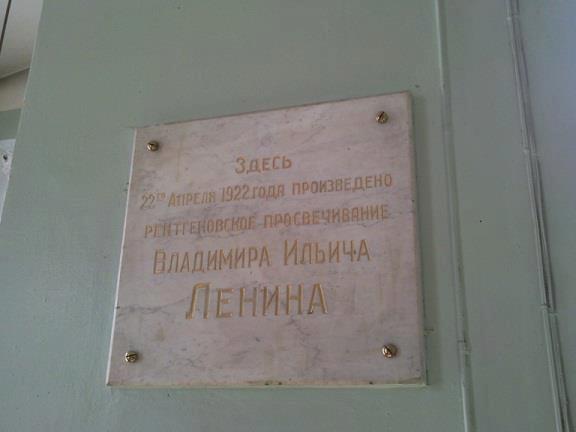 Здесь
22го Апреля 1922 года произведено
рентгеновское просвечивание
Владимира Ильича
Ленина